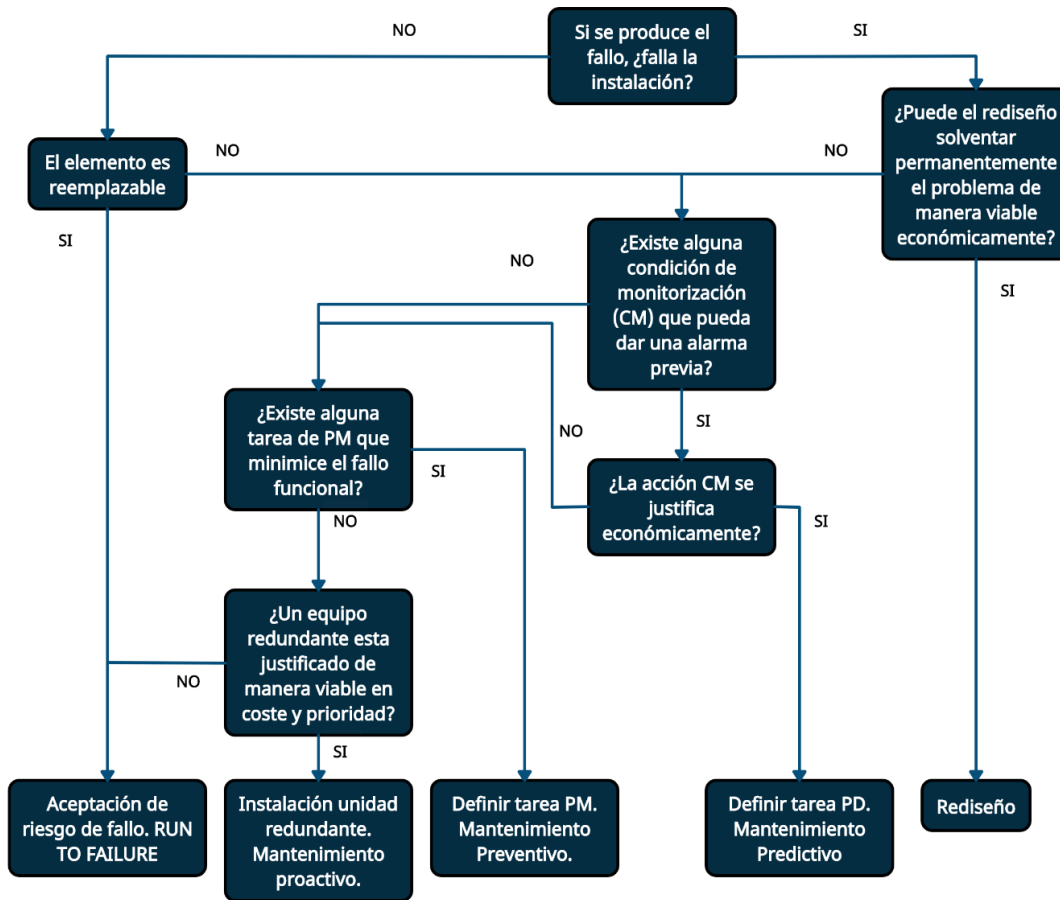 Si se produce el
fallo, ¿falla la
instalación?
NO
SI
El elemento es
reemplazable
NO
NO
¿Puede el rediseño
solventar
permanentemente
el problema de
manera viable
económicamente?
SI
¿Existe alguna
condición de
monitorización
(CM) que pueda
dar una alarma
previa?
NO
SI
SI
¿Existe alguna
tarea de PM que
minimice el fallo
funcional?
SI
NO
¿La acción CM se
justifica
económicamente?
NO
SI
¿Un equipo
redundante esta
justificado de
manera viable en
coste y prioridad?
NO
SI
Aceptación de
riesgo de fallo. RUN
TO FAILURE
Instalación unidad
redundante.
Mantenimiento
proactivo.
Definir tarea PM.
Mantenimiento
Preventivo.
Definir tarea PD.
Mantenimiento
Predictivo
Rediseño